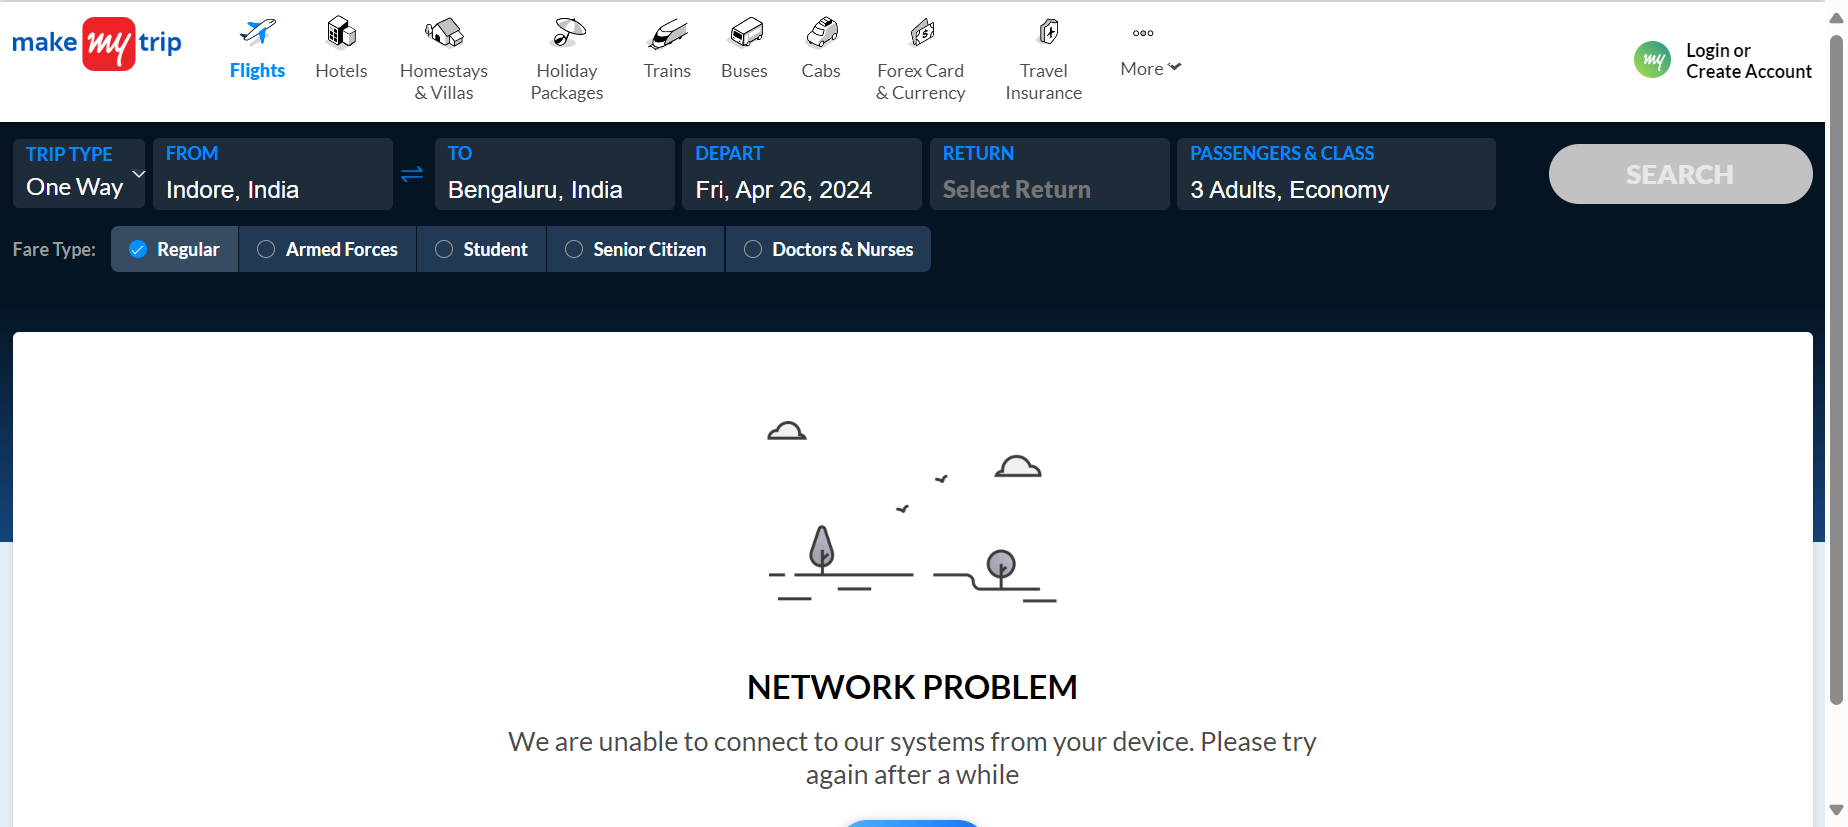 make my trip
Flights
Hotels
Homestays
& Villas
Holiday
Packages
Trains
Buses
Cabs
Forex Card
& Currency
Travel
Insurance
More
my
Login or
Create Account
TRIP TYPE
One Way
FROM
Indore, India
TO
Bengaluru, India
DEPART
Fri, Apr 26, 2024
RETURN
Select Return
PASSENGERS & CLASS
3 Adults, Economy
SEARCH
Fare Type:
Regular
Armed Forces
Student
Senior Citizen
Doctors & Nurses
NETWORK PROBLEM
We are unable to connect to our systems from your device. Please try
again after a while